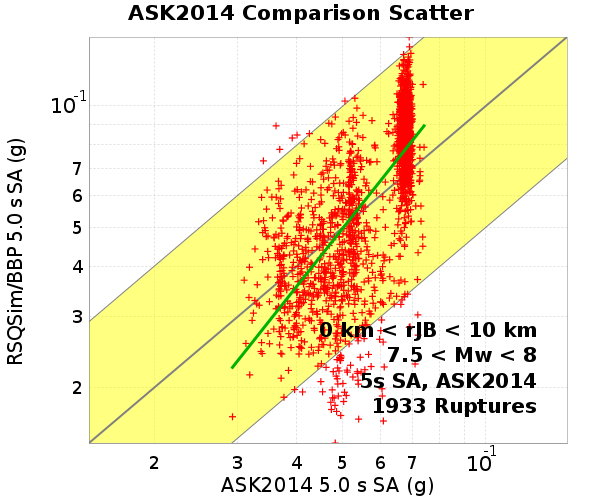 ASK2014 Comparison Scatter
RSQSim/BBP 5.0 s SA (g)
10-1
7
6
5
4
3
2
0 km < rJB < 10 km
7.5 < Mw < 8
5s SA, ASK2014
1933 Ruptures
2 3 4 5 6 7 10-1
ASK2014 5.0 s SA (g)